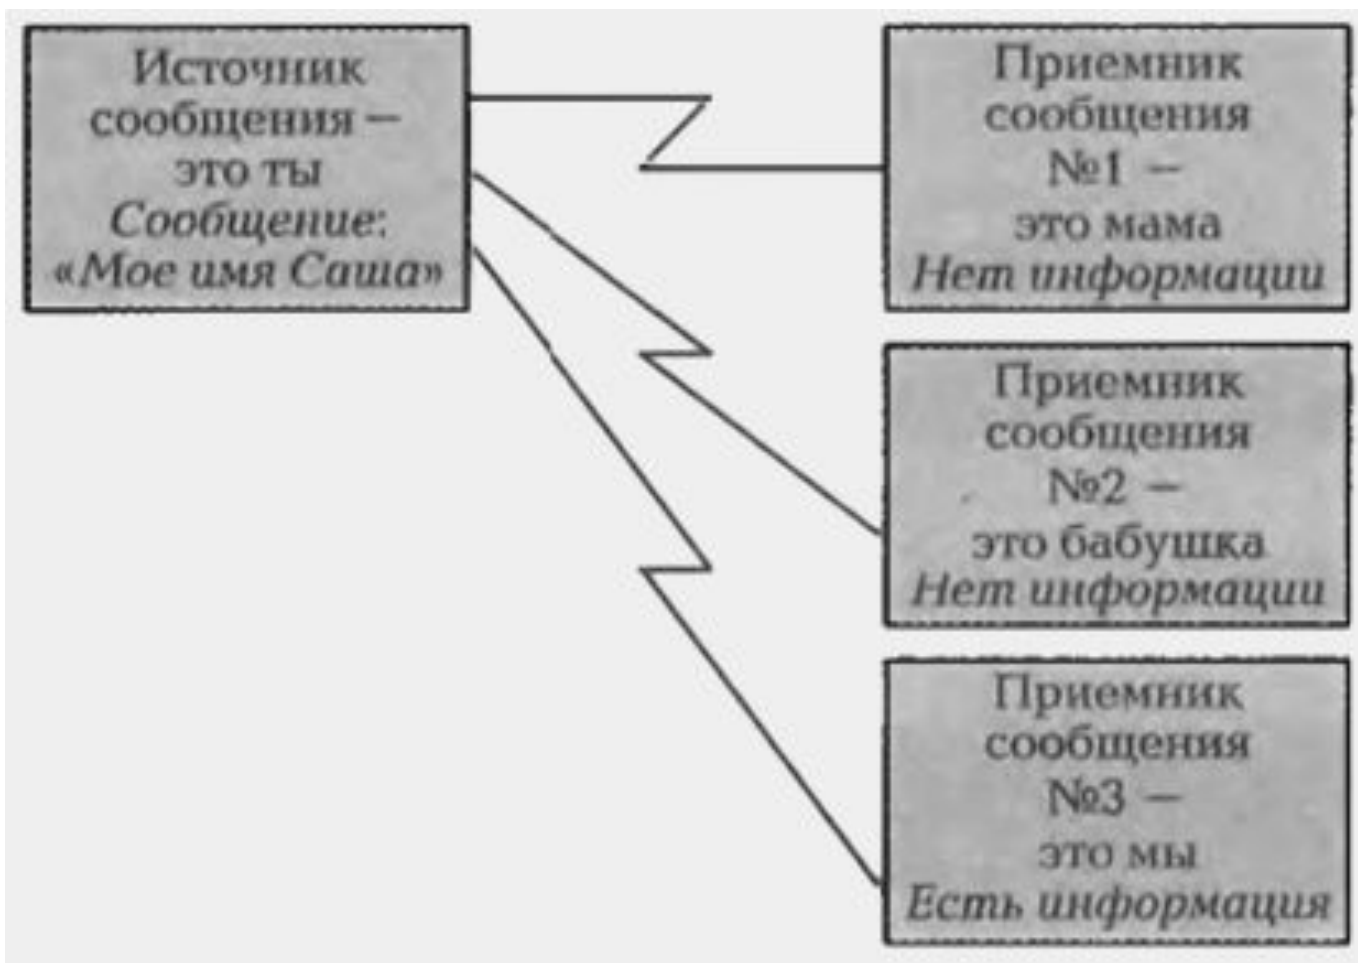 Источник
сообщения —
это ты
Сообщение:
«Мое имя Саша»
Приемник
сообщения
№1 —
это мама
Нет информации
Приемник
сообщения
№2 —
это бабушка
Нет информации
Приемник
сообщения
№3 —
это мы
Есть информация